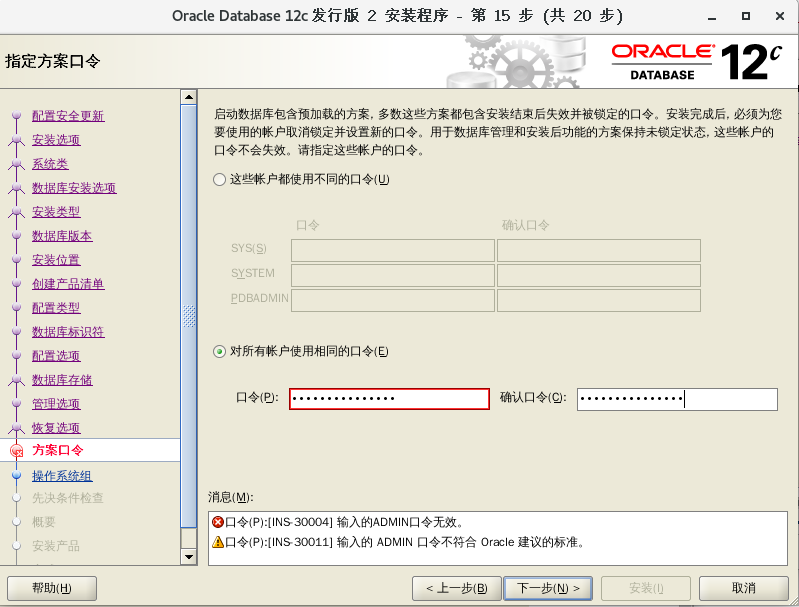 Oracle Database 12c 发行版 2 安装程序 - 第 15 步 (共 20 步)
指定方案口令
ORACLE
DATABASE
12c
配置安全更新
安装选项
系统类
数据库安装选项
安装类型
数据库版本
安装位置
创建产品清单
配置类型
数据库标识符
配置选项
数据库存储
管理选项
恢复选项
方案口令
操作系统组
先决条件检查
概要
安装产品
启动数据库包含预加载的方案, 多数这些方案都包含安装结束后失效并被锁定的口令。安装完成后, 必须为您
要使用的帐户取消锁定并设置新的口令。用于数据库管理和安装后功能的方案保持未锁定状态, 这些帐户的
口令不会失效。请指定这些帐户的口令。
这些帐户都使用不同的口令(U)
口令 确认口令
SYS(S)
SYSTEM
PDBADMIN
对所有帐户使用相同的口令(E)
口令(P): ••••••••••••••• 确认口令(C): •••••••••••••••
消息(M):
口令(P):[INS-30004] 输入的ADMIN口令无效。
口令(P):[INS-30011] 输入的 ADMIN 口令不符合 Oracle 建议的标准。
帮助(H) < 上一步(B) 下一步(N) > 安装(I) 取消